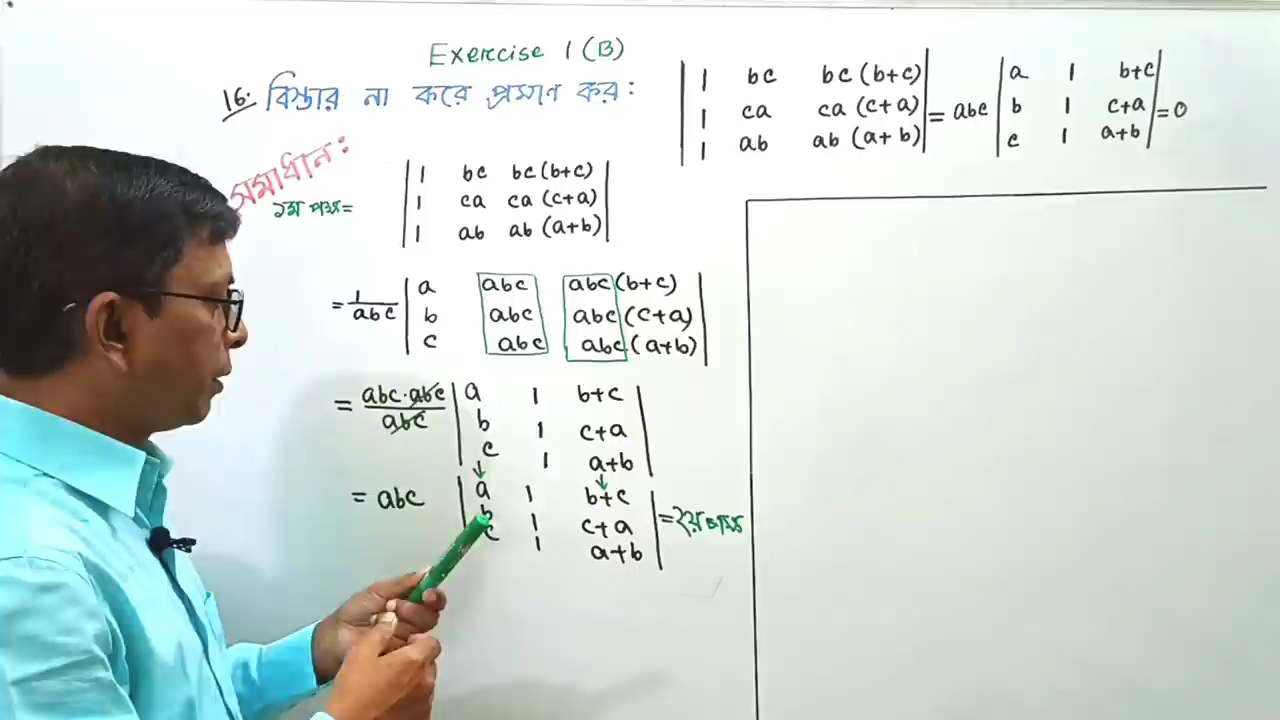 Exercise 1(B)
16. বিস্তার না করে প্রমাণ কর:
| 1 bc bc(b+c) |
| 1 ca ca(c+a) | = abc | a 1 b+c |
| 1 ab ab(a+b) | | b 1 c+a | = 0
| c 1 a+b |
সমাধান:
১ম পক্ষ =
| 1 bc bc(b+c) |
| 1 ca ca(c+a) |
| 1 ab ab(a+b) |
= 1/abc | a abc abc(b+c) |
| b abc abc(c+a) |
| c abc abc(a+b) |
= abc·abc/abc | a 1 b+c |
| b 1 c+a |
| c 1 a+b |
= abc | a 1 b+c |
| b 1 c+a | = ২য় পক্ষ
| c 1 a+b |